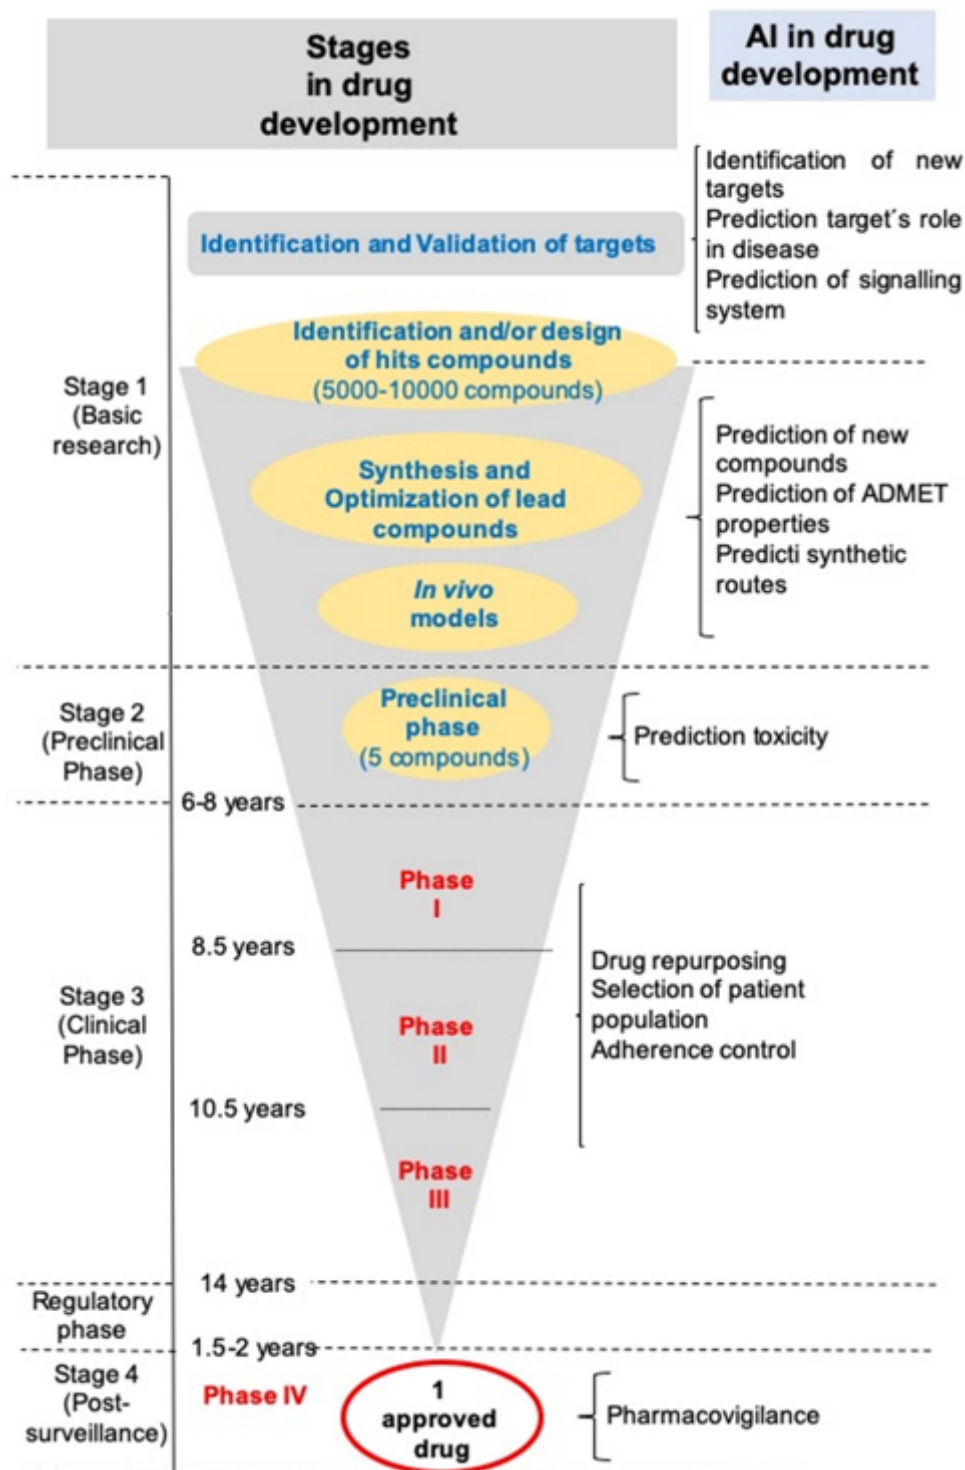 Stages
in drug
development
AI in drug
development
Identification of new
targets
Prediction target´s role
in disease
Prediction of signalling
system
Identification and Validation of targets
Identification and/or design
of hits compounds
(5000-10000 compounds)
Stage 1
(Basic
research)
Synthesis and
Optimization of lead
compounds
In vivo
models
Prediction of new
compounds
Prediction of ADMET
properties
Predicti synthetic
routes
Stage 2
(Preclinical
Phase)
Preclinical
phase
(5 compounds)
Prediction toxicity
6-8 years
Phase
I
8.5 years
Stage 3
(Clinical
Phase)
Phase
II
Drug repurposing
Selection of patient
population
Adherence control
10.5 years
Phase
III
14 years
Regulatory
phase
1.5-2 years
Stage 4
(Post-
surveillance)
Phase IV
1
approved
drug
Pharmacovigilance